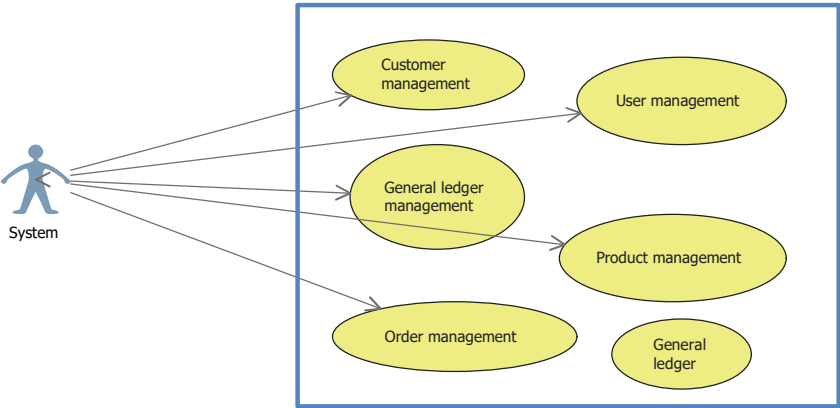 Customer
management
User management
General ledger
management
System
Product management
Order management
General
ledger